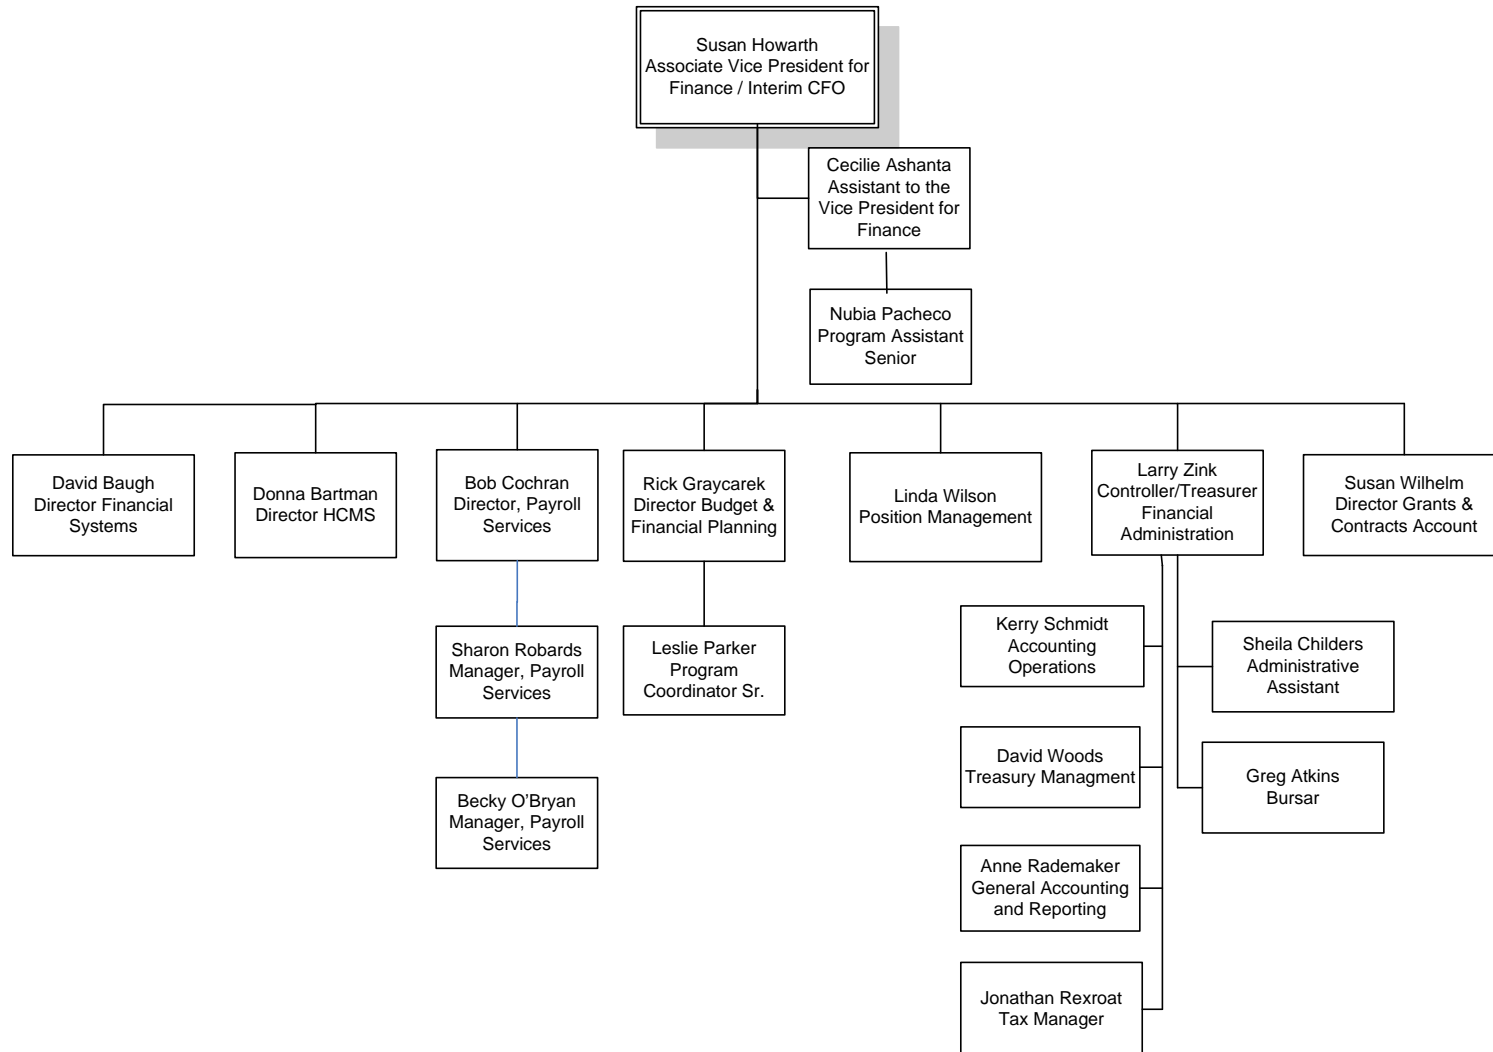 Susan Howarth
Associate Vice President for
Finance / Interim CFO
Cecilie Ashanta
Assistant to the
Vice President for
Finance
Nubia Pacheco
Program Assistant
Senior
David Baugh
Director Financial
Systems
Donna Bartman
Director HCMS
Bob Cochran
Director, Payroll
Services
Rick Graycarek
Director Budget &
Financial Planning
Linda Wilson
Position Management
Larry Zink
Controller/Treasurer
Financial
Administration
Susan Wilhelm
Director Grants &
Contracts Account
Sharon Robards
Manager, Payroll
Services
Leslie Parker
Program
Coordinator Sr.
Kerry Schmidt
Accounting
Operations
Sheila Childers
Administrative
Assistant
David Woods
Treasury Managment
Greg Atkins
Bursar
Becky O’Bryan
Manager, Payroll
Services
Anne Rademaker
General Accounting
and Reporting
Jonathan Rexroat
Tax Manager